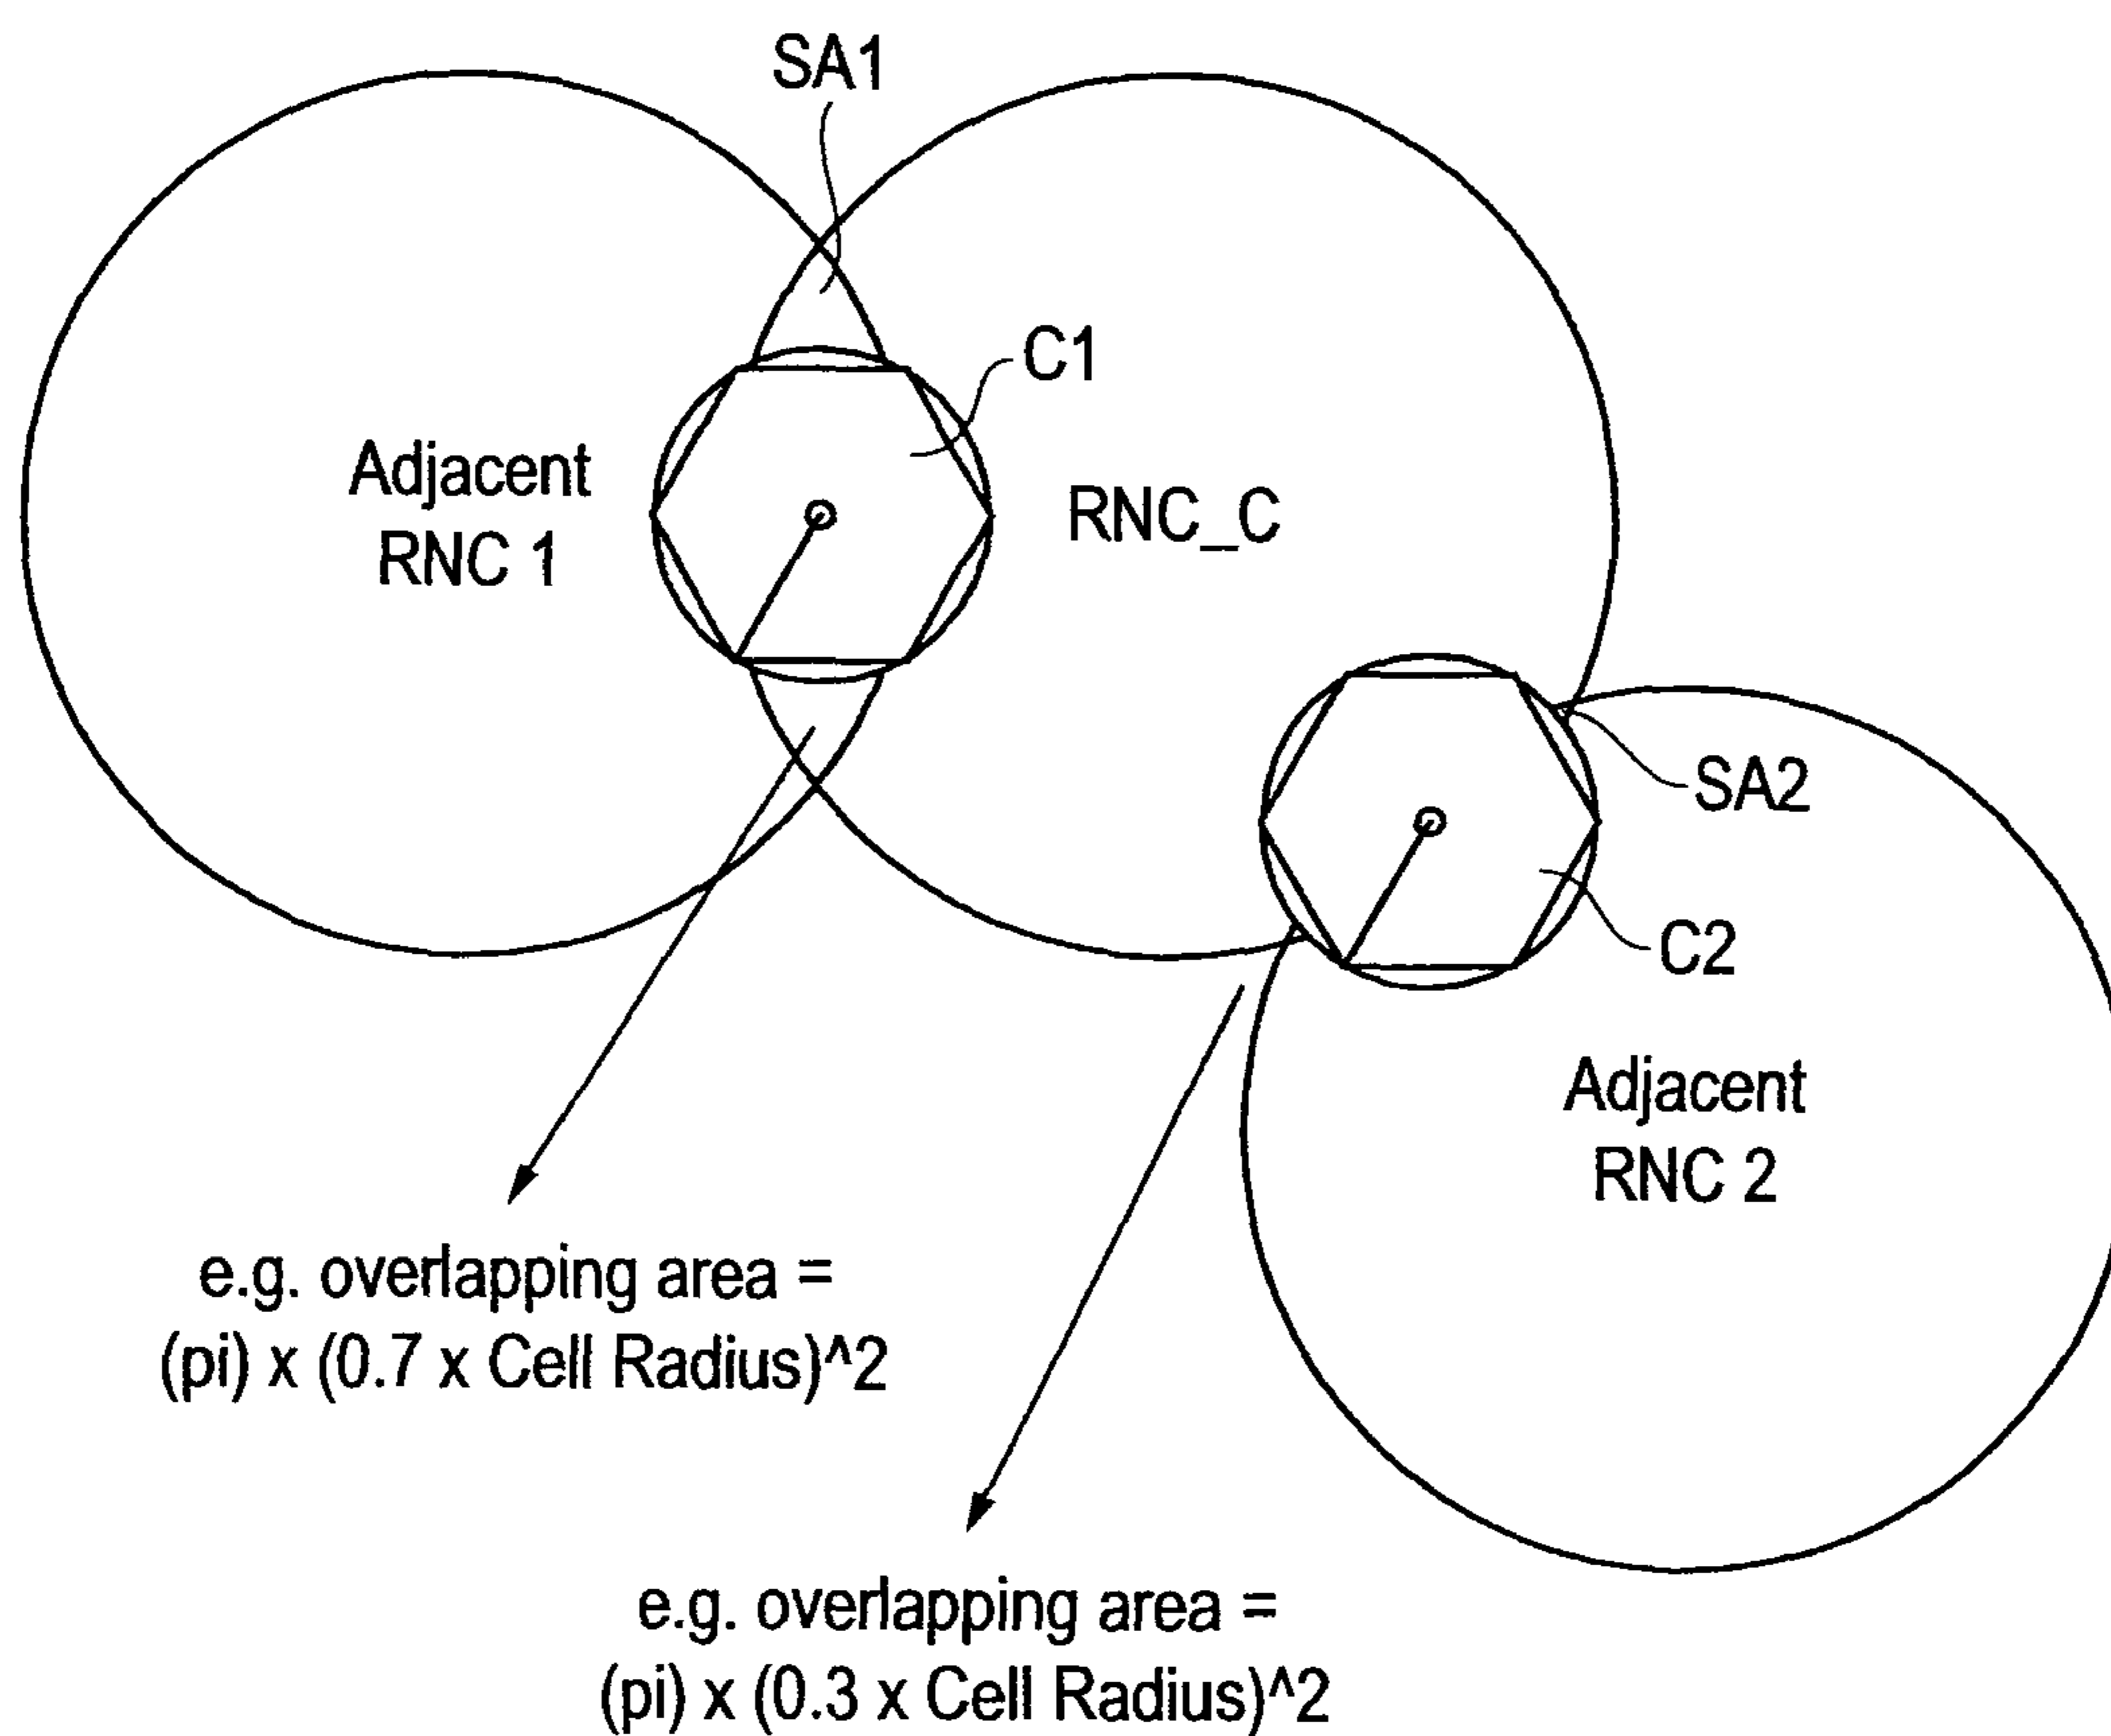 SA1
C1
Adjacent
RNC 1
RNC_C
SA2
C2
Adjacent
RNC 2
e.g. overlapping area =
(pi) x (0.7 x Cell Radius)^2
e.g. overlapping area =
(pi) x (0.3 x Cell Radius)^2